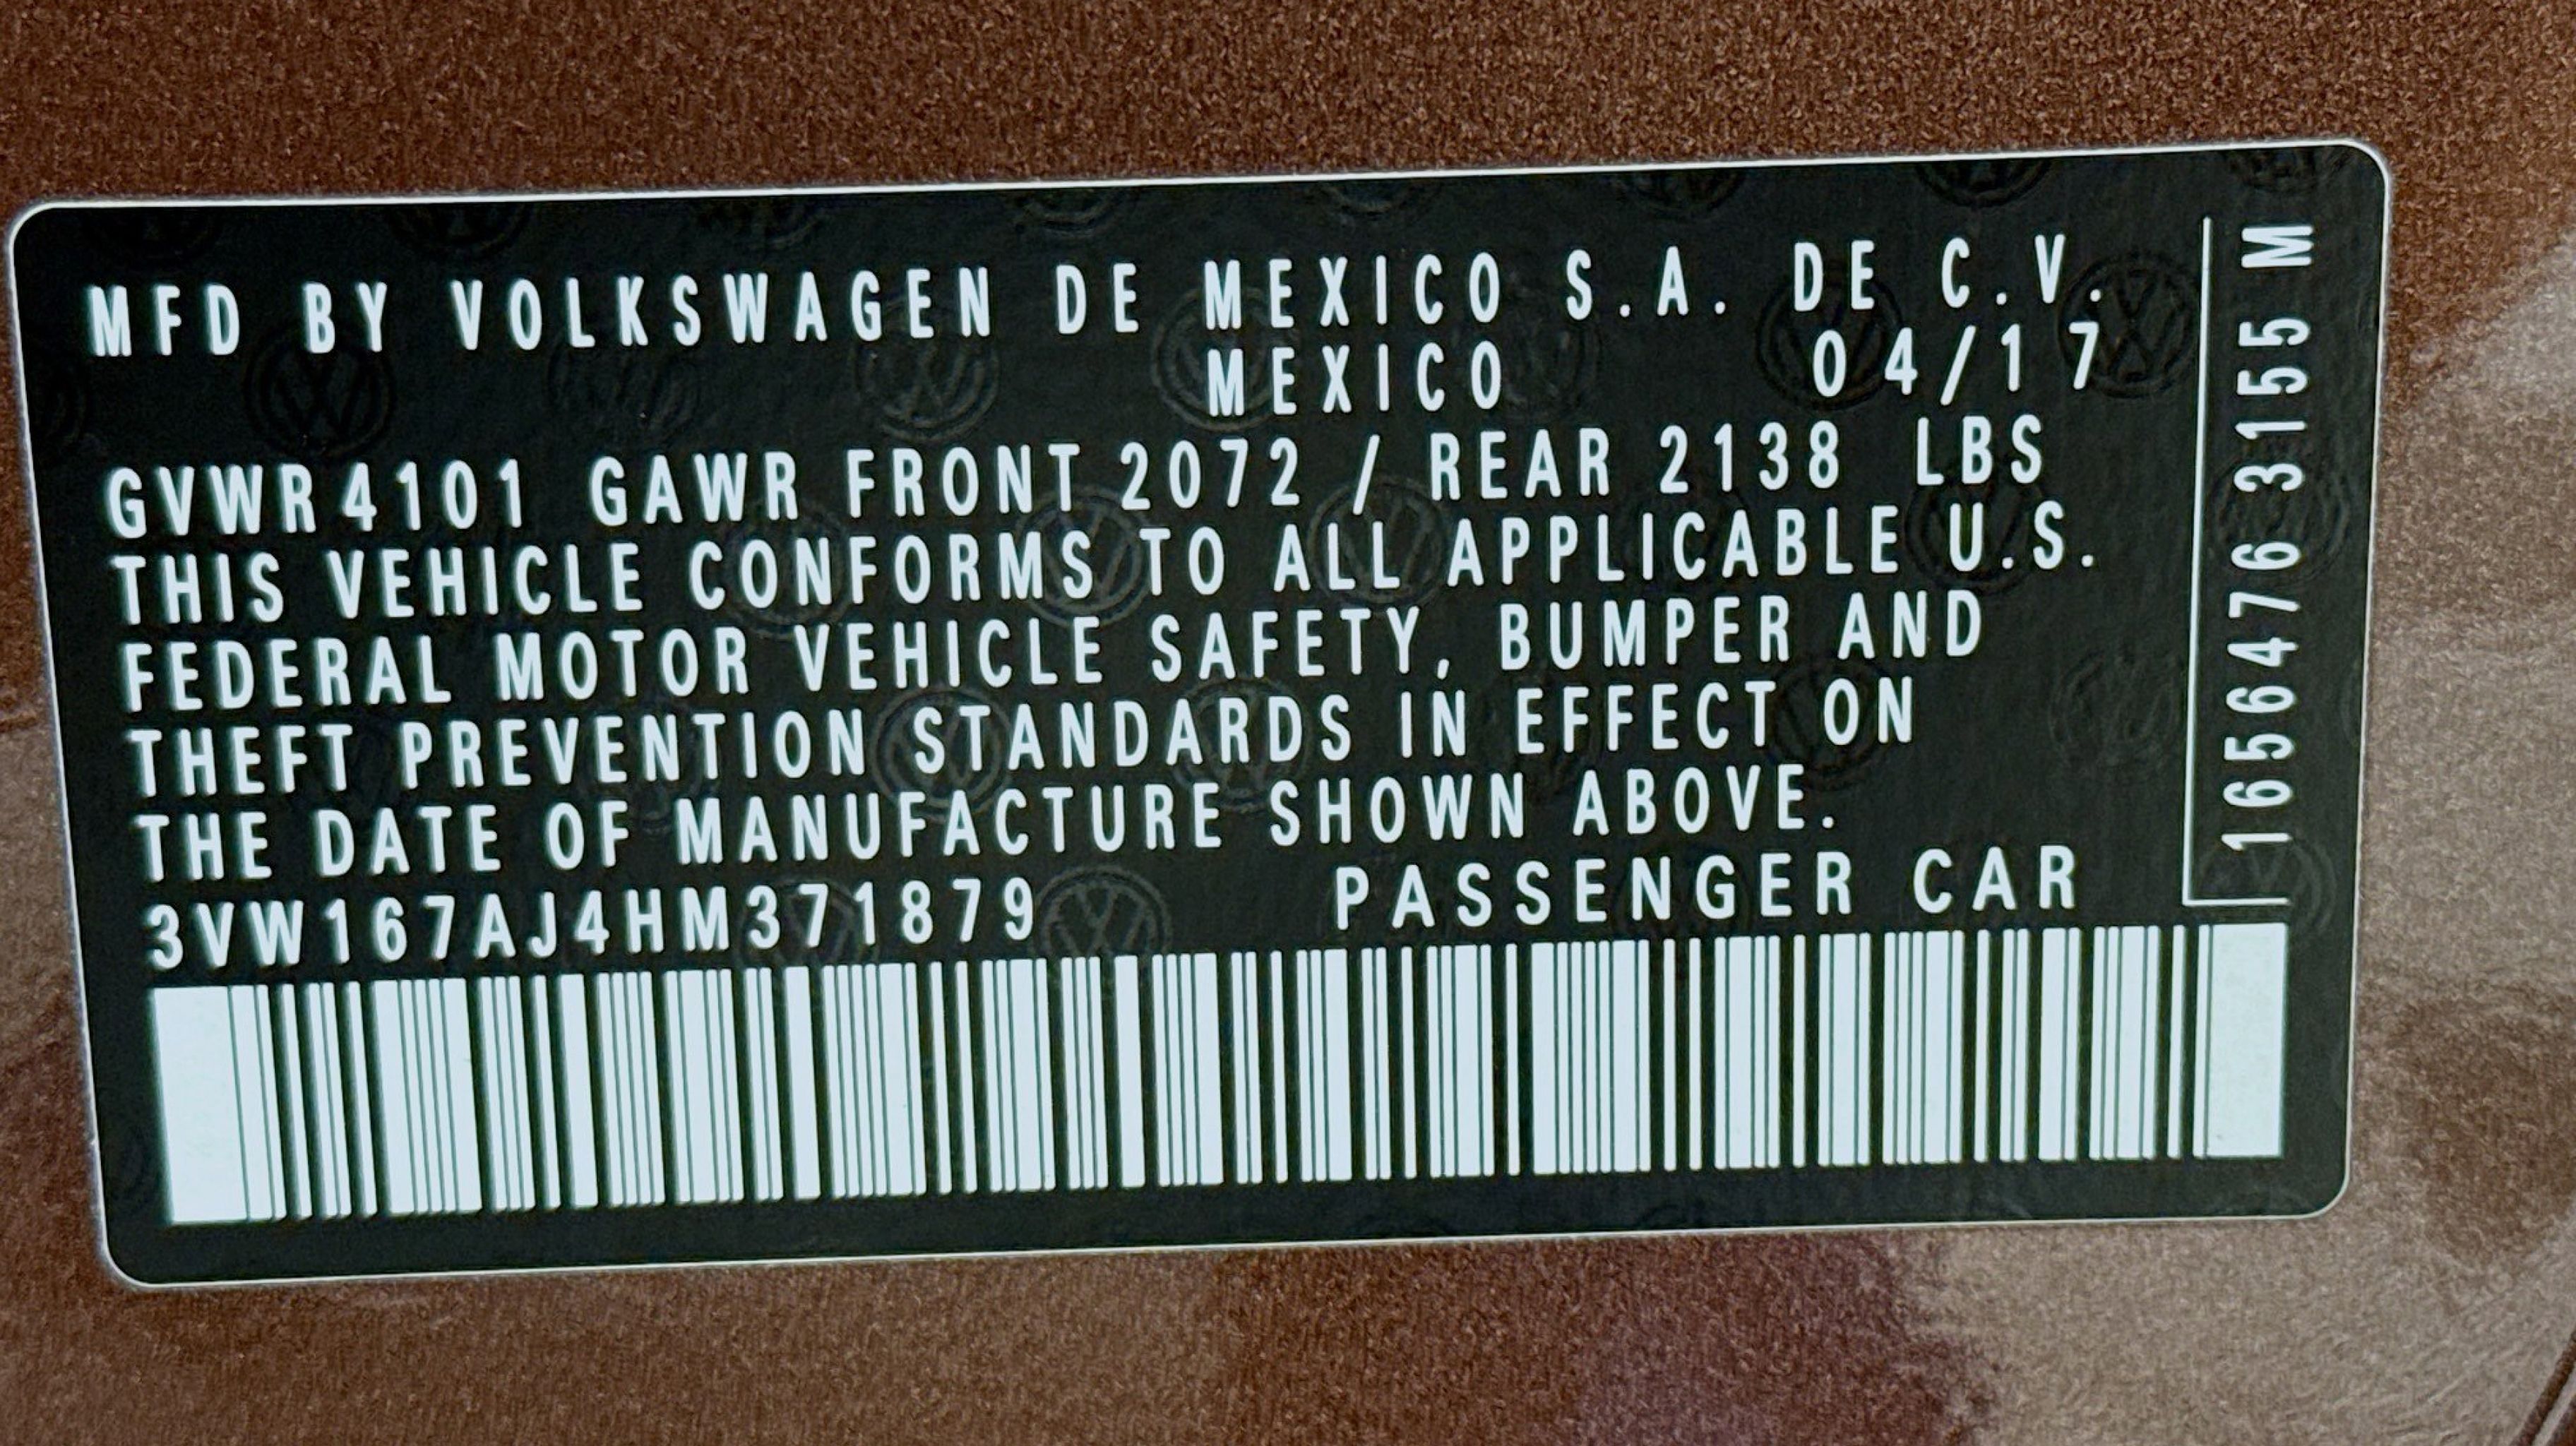 MFD BY VOLKSWAGEN DE MEXICO S.A. DE C.V.
MEXICO 04/17
GVWR 4101 GAWR FRONT 2072 / REAR 2138 LBS
THIS VEHICLE CONFORMS TO ALL APPLICABLE U.S.
FEDERAL MOTOR VEHICLE SAFETY, BUMPER AND
THEFT PREVENTION STANDARDS IN EFFECT ON
THE DATE OF MANUFACTURE SHOWN ABOVE.
3VW167AJ4HM371879 PASSENGER CAR
1656476 3155 M